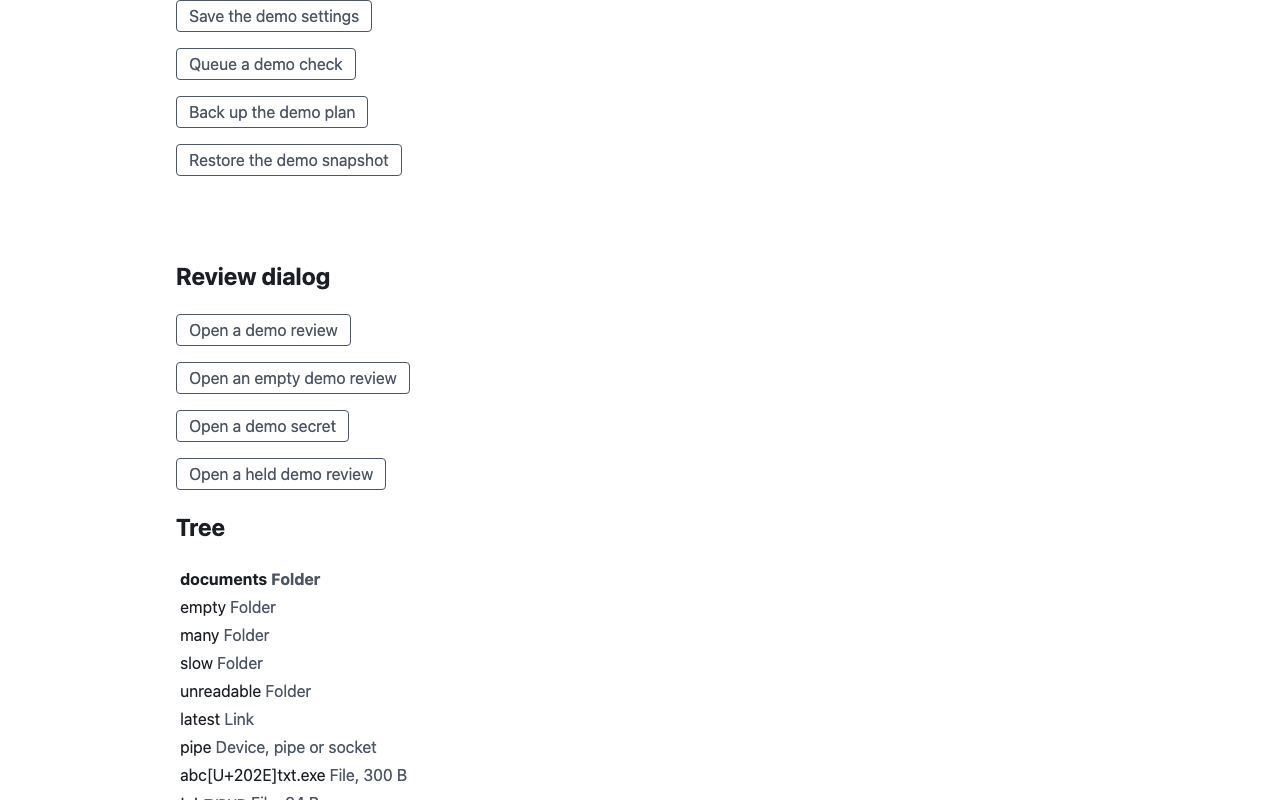 Save the demo settings
Queue a demo check
Back up the demo plan
Restore the demo snapshot
Review dialog
Open a demo review
Open an empty demo review
Open a demo secret
Open a held demo review
Tree
documents Folder
empty Folder
many Folder
slow Folder
unreadable Folder
latest Link
pipe Device, pipe or socket
abc[U+202E]txt.exe File, 300 B